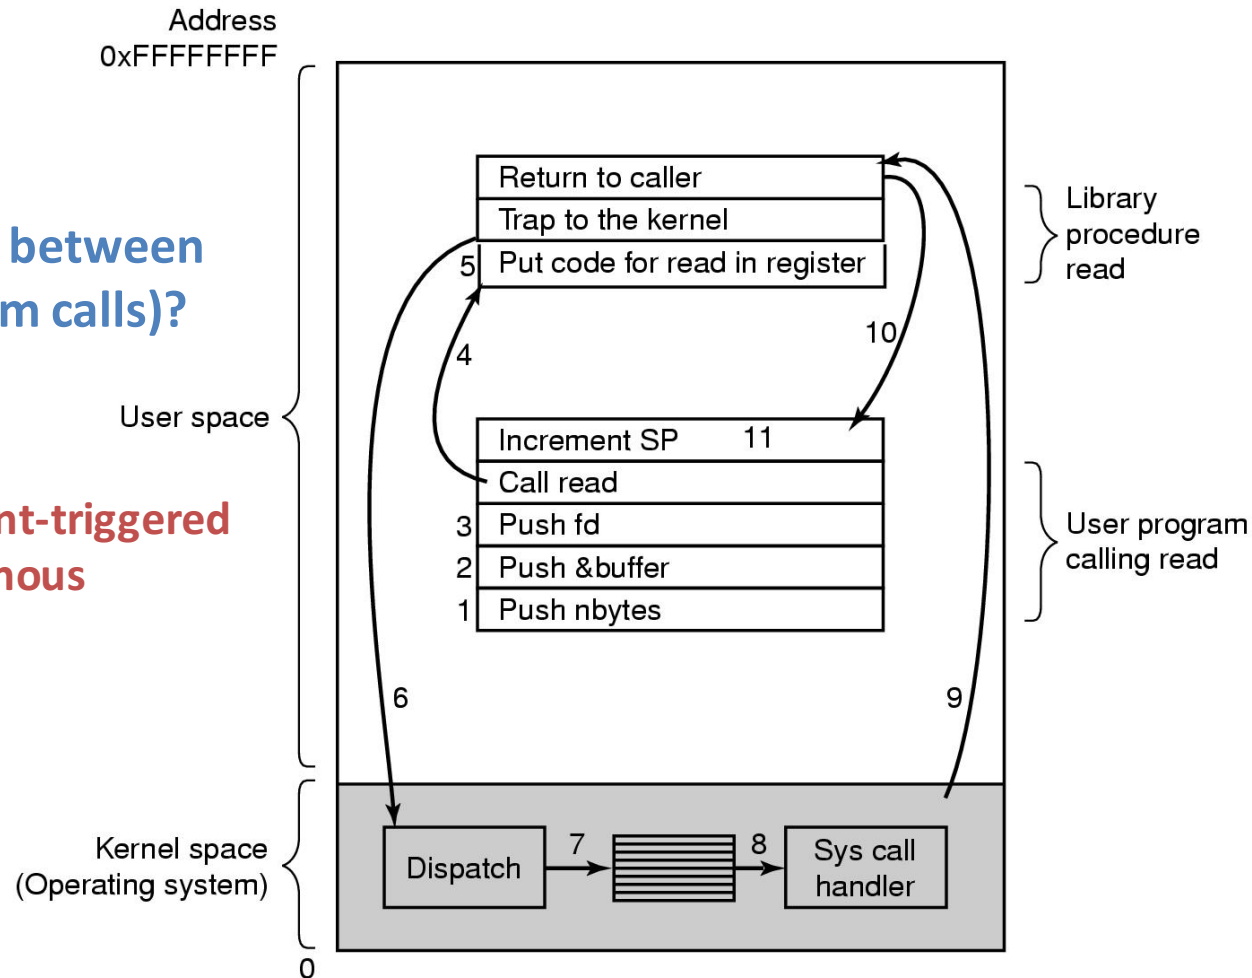 Address
0xFFFFFFFF
Return to caller
Trap to the kernel
5 Put code for read in register
Library
procedure
read
between
m calls)?
4
10
User space
Increment SP 11
Call read
3 Push fd
2 Push &buffer
1 Push nbytes
User program
calling read
nt-triggered
nous
6
9
Kernel space
(Operating system)
Dispatch
7
8
Sys call
handler
0